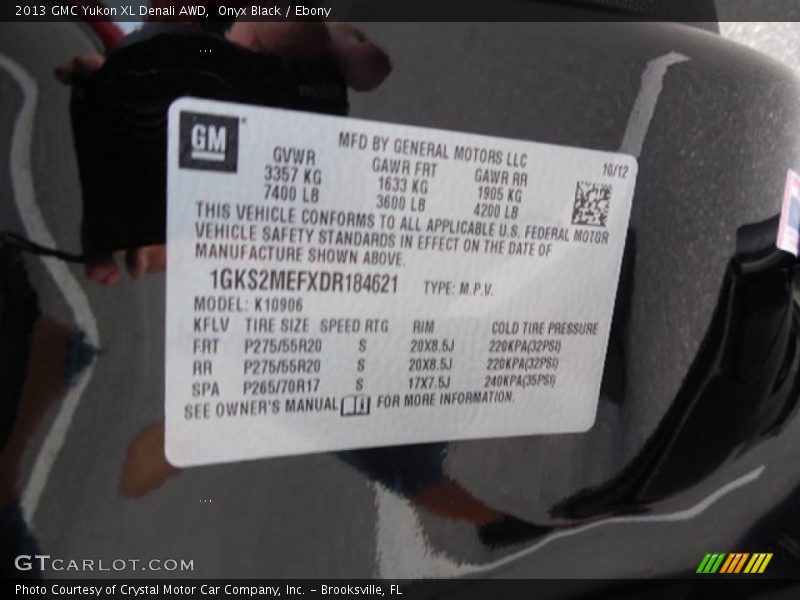 2013 GMC Yukon XL Denali AWD, Onyx Black / Ebony
GM
MFD BY GENERAL MOTORS LLC
10/12
GVWR GAWR FRT GAWR RR
3357 KG 1633 KG 1905 KG
7400 LB 3600 LB 4200 LB
THIS VEHICLE CONFORMS TO ALL APPLICABLE U.S. FEDERAL MOTOR
VEHICLE SAFETY STANDARDS IN EFFECT ON THE DATE OF
MANUFACTURE SHOWN ABOVE.
1GKS2MEFXDR184621 TYPE: M.P.V.
MODEL: K10906
KFLV TIRE SIZE SPEED RTG RIM COLD TIRE PRESSURE
FRT P275/55R20 S 20X8.5J 220KPA(32PSI)
RR P275/55R20 S 20X8.5J 220KPA(32PSI)
SPA P265/70R17 S 17X7.5J 240KPA(35PSI)
SEE OWNER'S MANUAL FOR MORE INFORMATION.
GTCARLOT.COM
Photo Courtesy of Crystal Motor Car Company, Inc. – Brooksville, FL